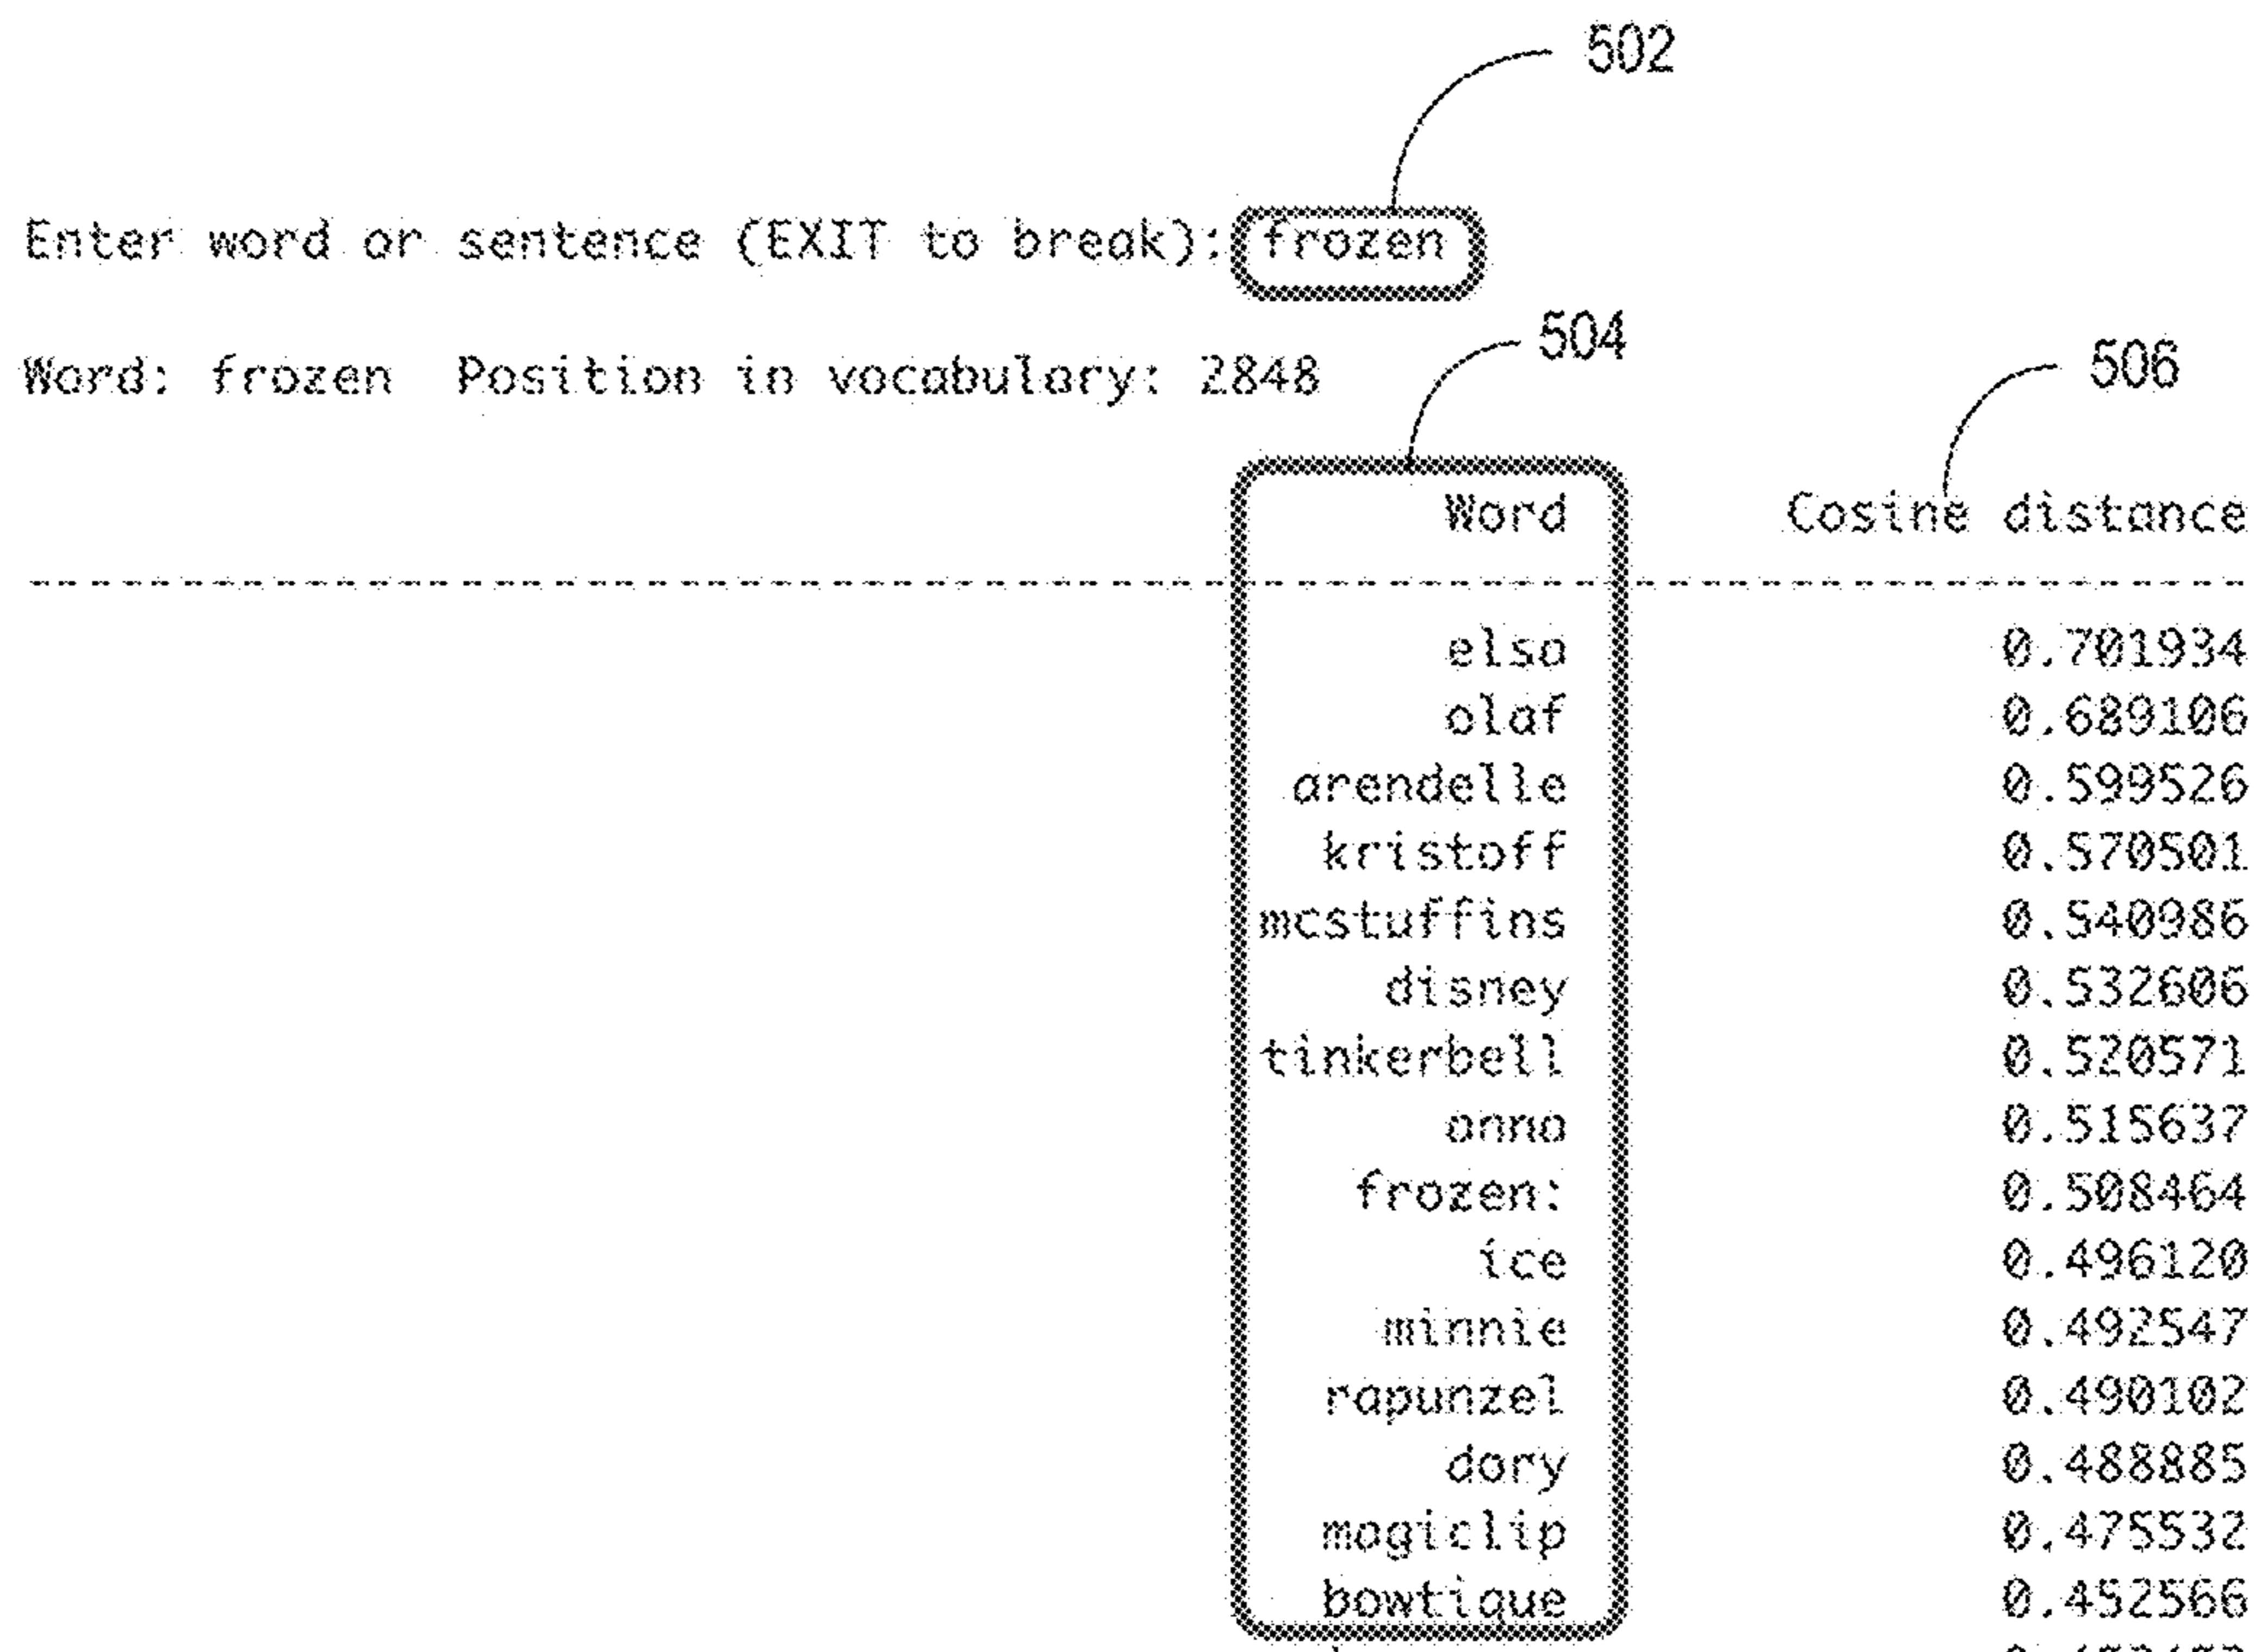 502
Enter word or sentence (EXIT to break): frozen
504
Word: frozen  Position in vocabulary: 2848
506
Word Cosine distance
------------------------------------------------------------------------
elsa 0.701934
olaf 0.689106
arendelle 0.599526
kristoff 0.570501
mcstuffins 0.540986
disney 0.532606
tinkerbell 0.520571
anna 0.515637
frozen: 0.508464
ice 0.496120
minnie 0.492547
rapunzel 0.490102
dory 0.488885
magiclip 0.475532
bowtique 0.452566